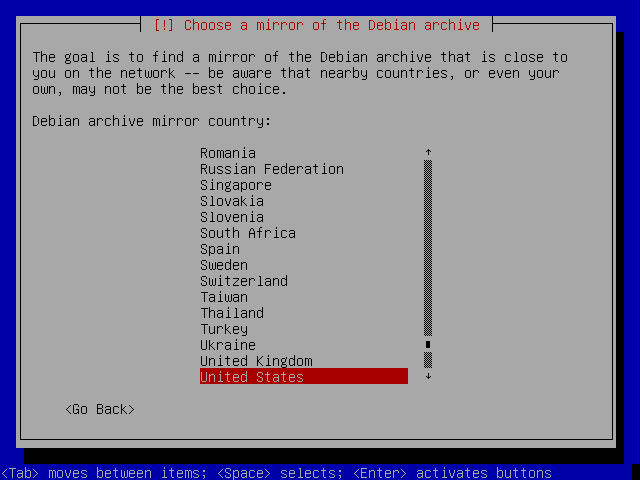 [!] Choose a mirror of the Debian archive
The goal is to find a mirror of the Debian archive that is close to
you on the network -- be aware that nearby countries, or even your
own, may not be the best choice.
Debian archive mirror country:
Romania
Russian Federation
Singapore
Slovakia
Slovenia
South Africa
Spain
Sweden
Switzerland
Taiwan
Thailand
Turkey
Ukraine
United Kingdom
United States
<Go Back>
<Tab> moves between items; <Space> selects; <Enter> activates buttons